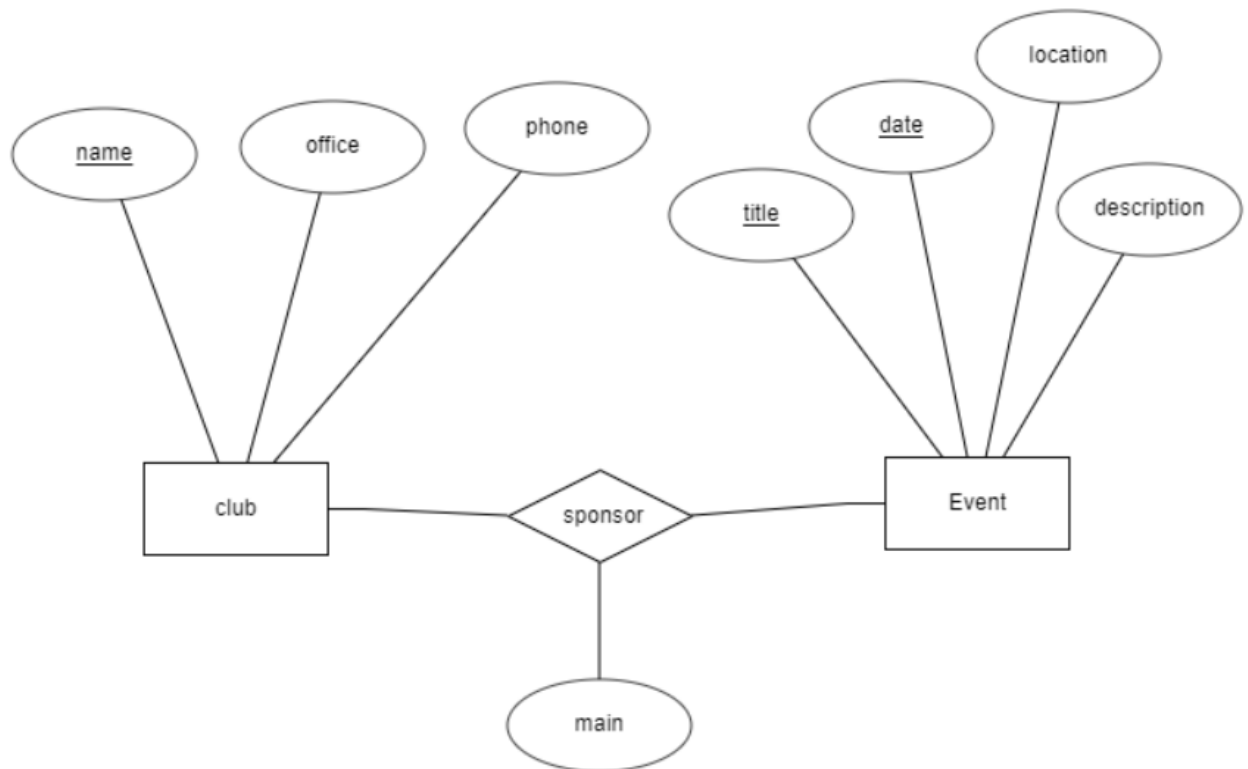 location
date
phone
office
name
description
title
club
sponsor
Event
main